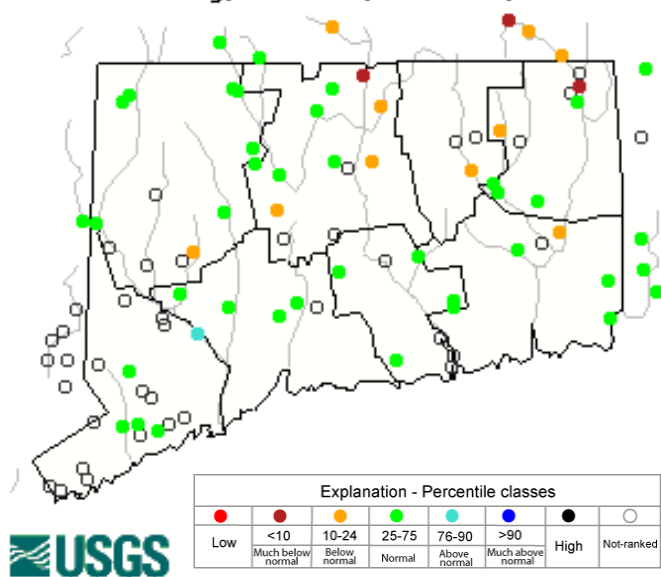 Explanation - Percentile classes
Low
<10
10-24
25-75
76-90
>90
High
Not-ranked
Much below normal
Below normal
Normal
Above normal
Much above normal
USGS